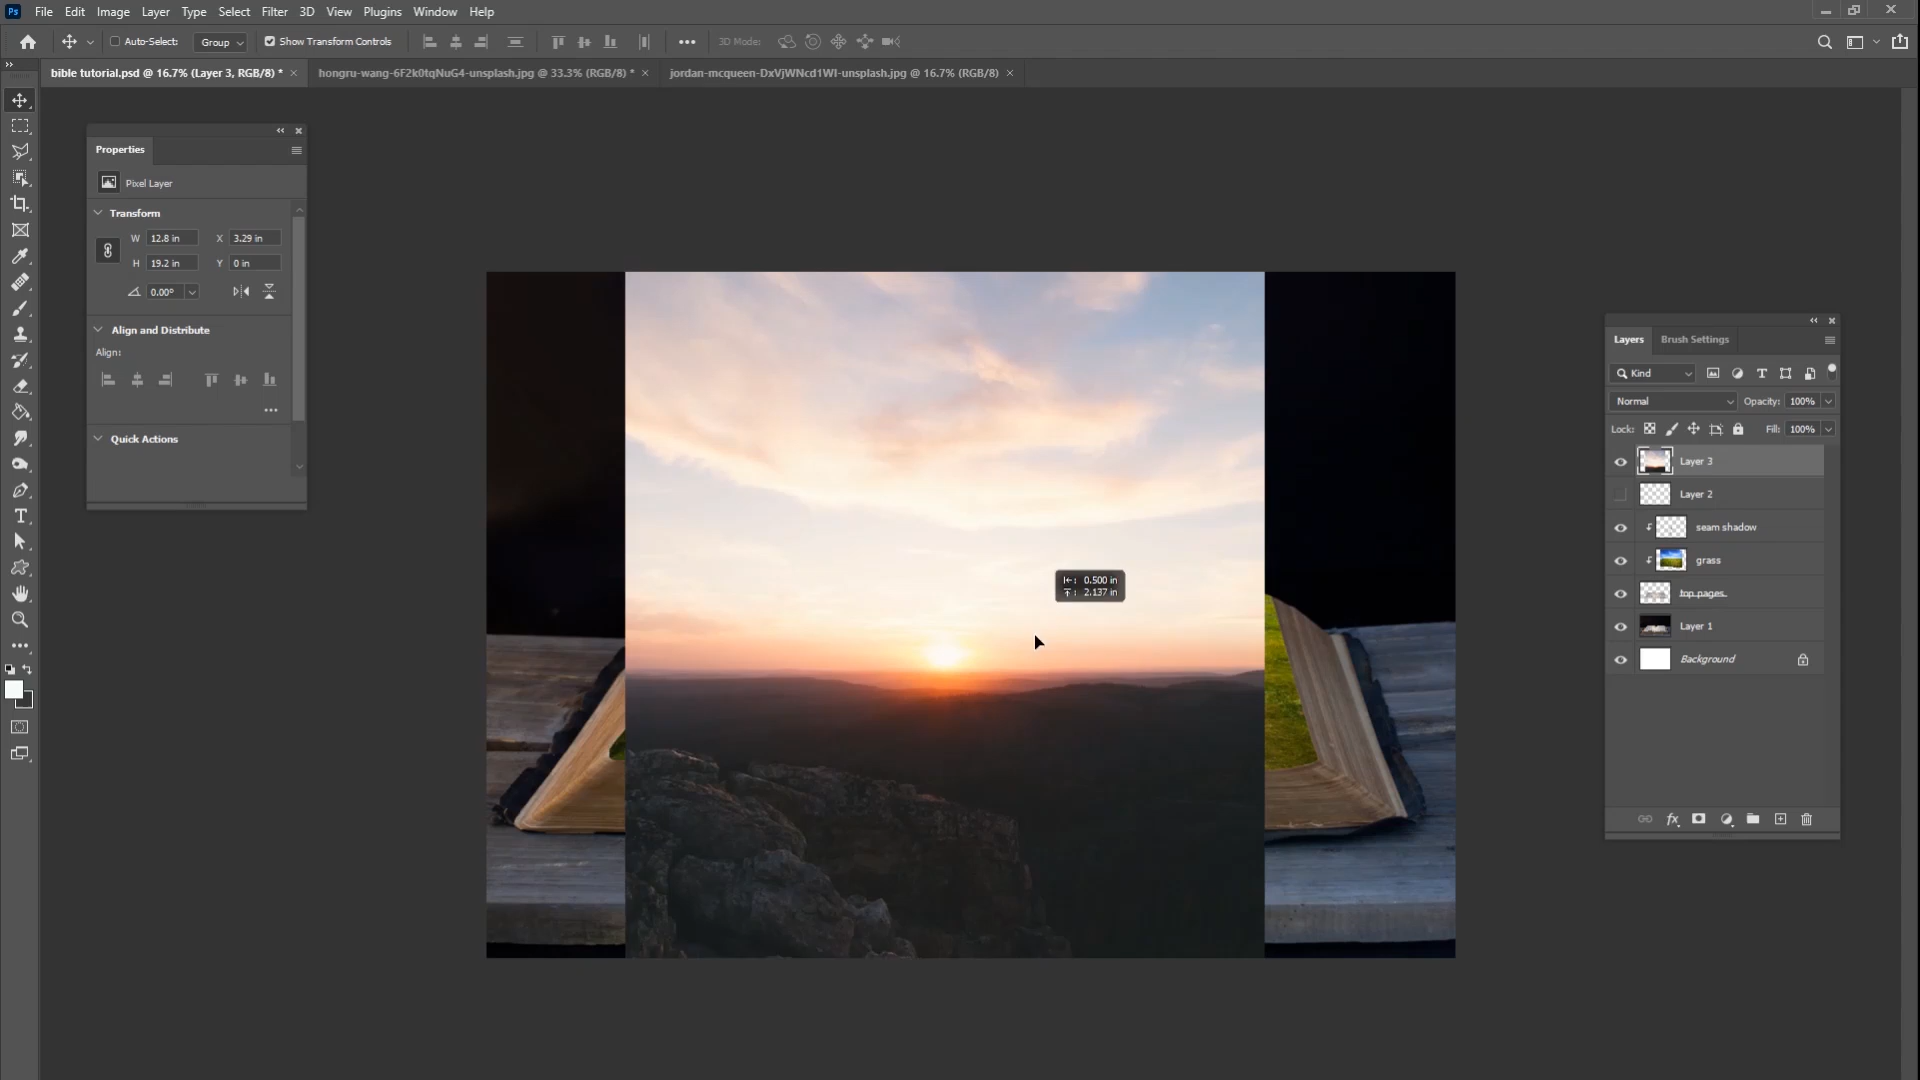 Ps File Edit Image Layer Type Select Filter 3D View Plugins Window Help
Auto-Select: Group Show Transform Controls 3D Mode:
bible tutorial.psd @ 16.7% (Layer 3, RGB/8) * × hongru-wang-6F2k0tqNuG4-unsplash.jpg @ 33.3% (RGB/8) * × jordan-mcqueen-DxVjWNcd1WI-unsplash.jpg @ 16.7% (RGB/8) ×
Properties
Pixel Layer
Transform
W 12.8 in X 3.29 in
H 19.2 in Y 0 in
0.00°
Align and Distribute
Align:
Quick Actions
0.500 in
2.137 in
Layers Brush Settings
Kind
Normal Opacity: 100%
Lock: Fill: 100%
Layer 3
Layer 2
seam shadow
grass
top pages
Layer 1
Background